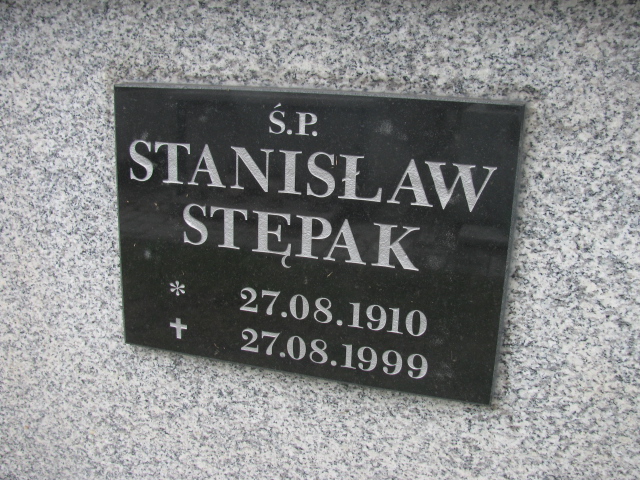 Ś.P.
STANISŁAW
STĘPAK
* 27.08.1910
✝ 27.08.1999